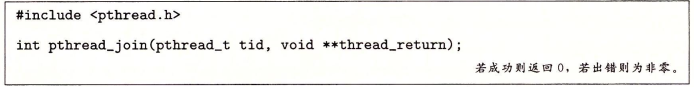 #include <pthread.h>
int pthread_join(pthread_t tid, void **thread_return);
若成功则返回 0，若出错则为非零。